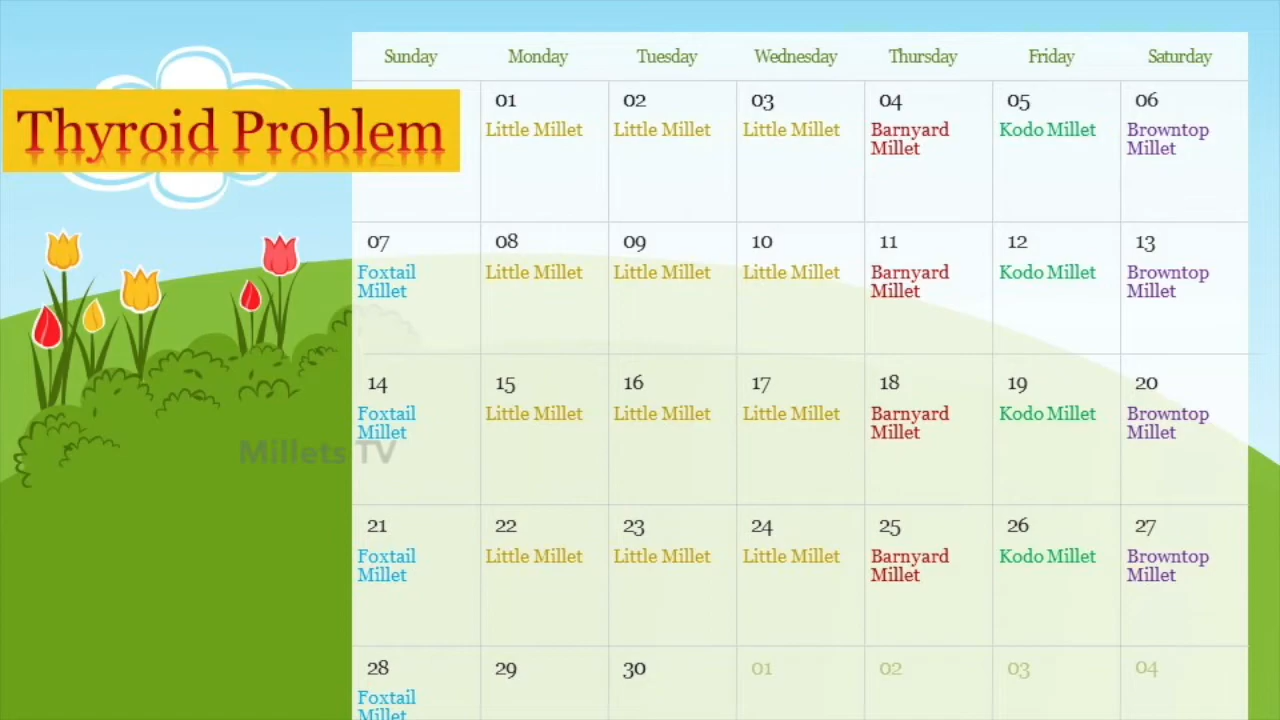 Sunday Monday Tuesday Wednesday Thursday Friday Saturday
Thyroid Problem
01 02 03 04 05 06
Little Millet Little Millet Little Millet Barnyard Kodo Millet Browntop
Millet Millet
07 08 09 10 11 12 13
Foxtail Little Millet Little Millet Little Millet Barnyard Kodo Millet Browntop
Millet Millet Millet
14 15 16 17 18 19 20
Foxtail Little Millet Little Millet Little Millet Barnyard Kodo Millet Browntop
Millet Millet Millet
Millets TV
21 22 23 24 25 26 27
Foxtail Little Millet Little Millet Little Millet Barnyard Kodo Millet Browntop
Millet Millet Millet
28 29 30 01 02 03 04
Foxtail
Millet